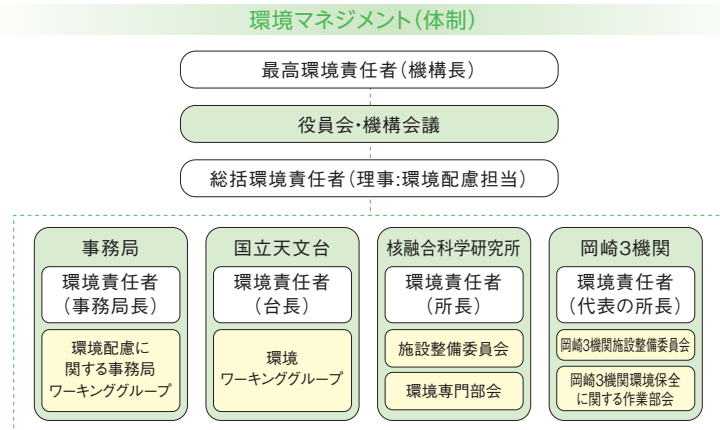 環境マネジメント(体制)
最高環境責任者(機構長)
役員会・機構会議
総括環境責任者(理事:環境配慮担当)
事務局
環境責任者
(事務局長)
環境配慮に
関する事務局
ワーキンググループ
国立天文台
環境責任者
(台長)
環境
ワーキンググループ
核融合科学研究所
環境責任者
(所長)
施設整備委員会
環境専門部会
岡崎3機関
環境責任者
(代表の所長)
岡崎3機関施設整備委員会
岡崎3機関環境保全
に関する作業部会